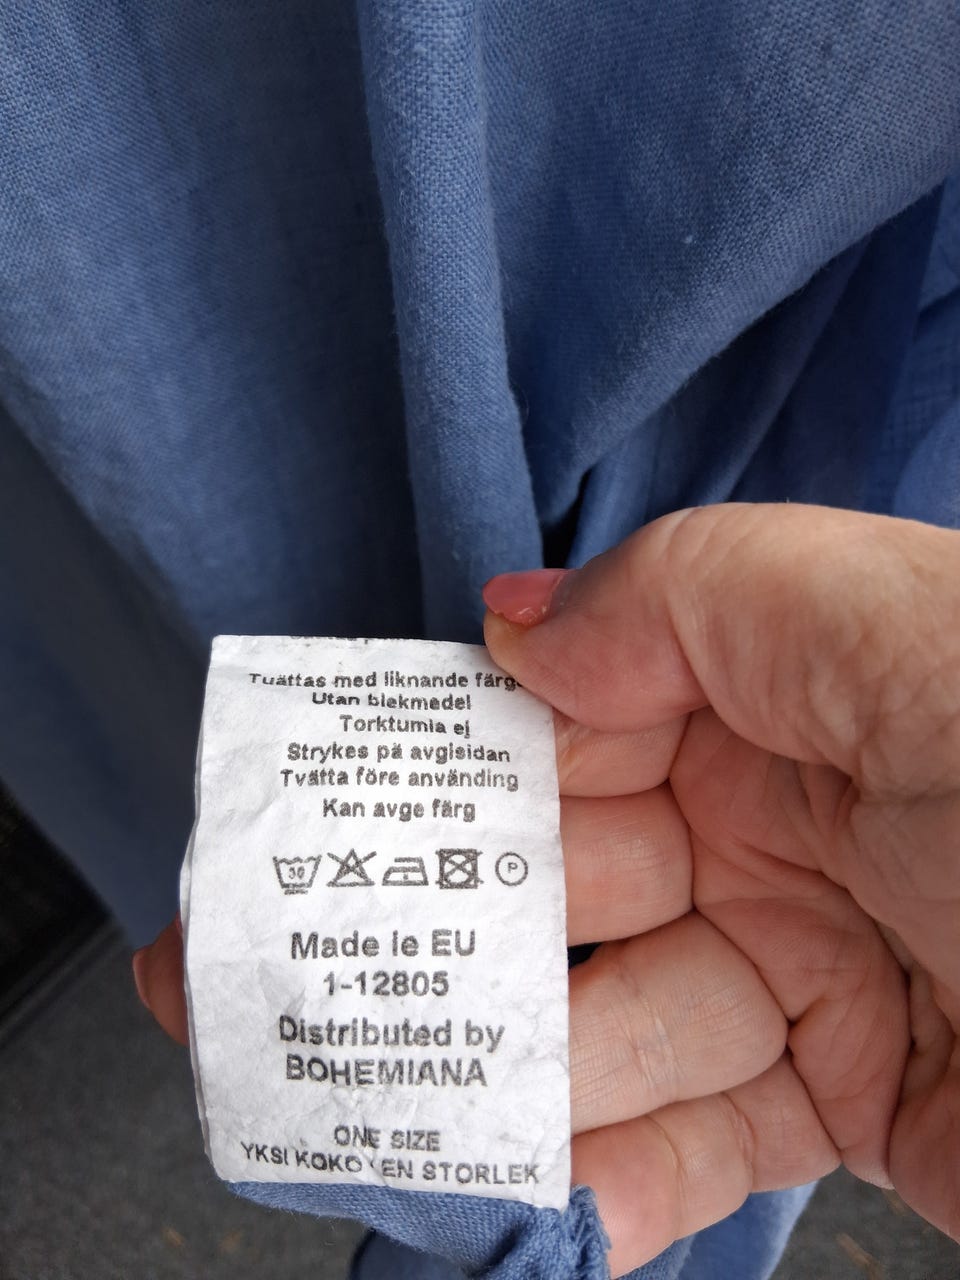 Tvättas med liknande färg
Utan blekmedel
Torktumla ej
Strykes på avgisidan
Tvätta före använding
Kan avge färg
30 P
Made ie EU
1-12805
Distributed by
BOHEMIANA
ONE SIZE
YKSI KOKO EN STORLEK